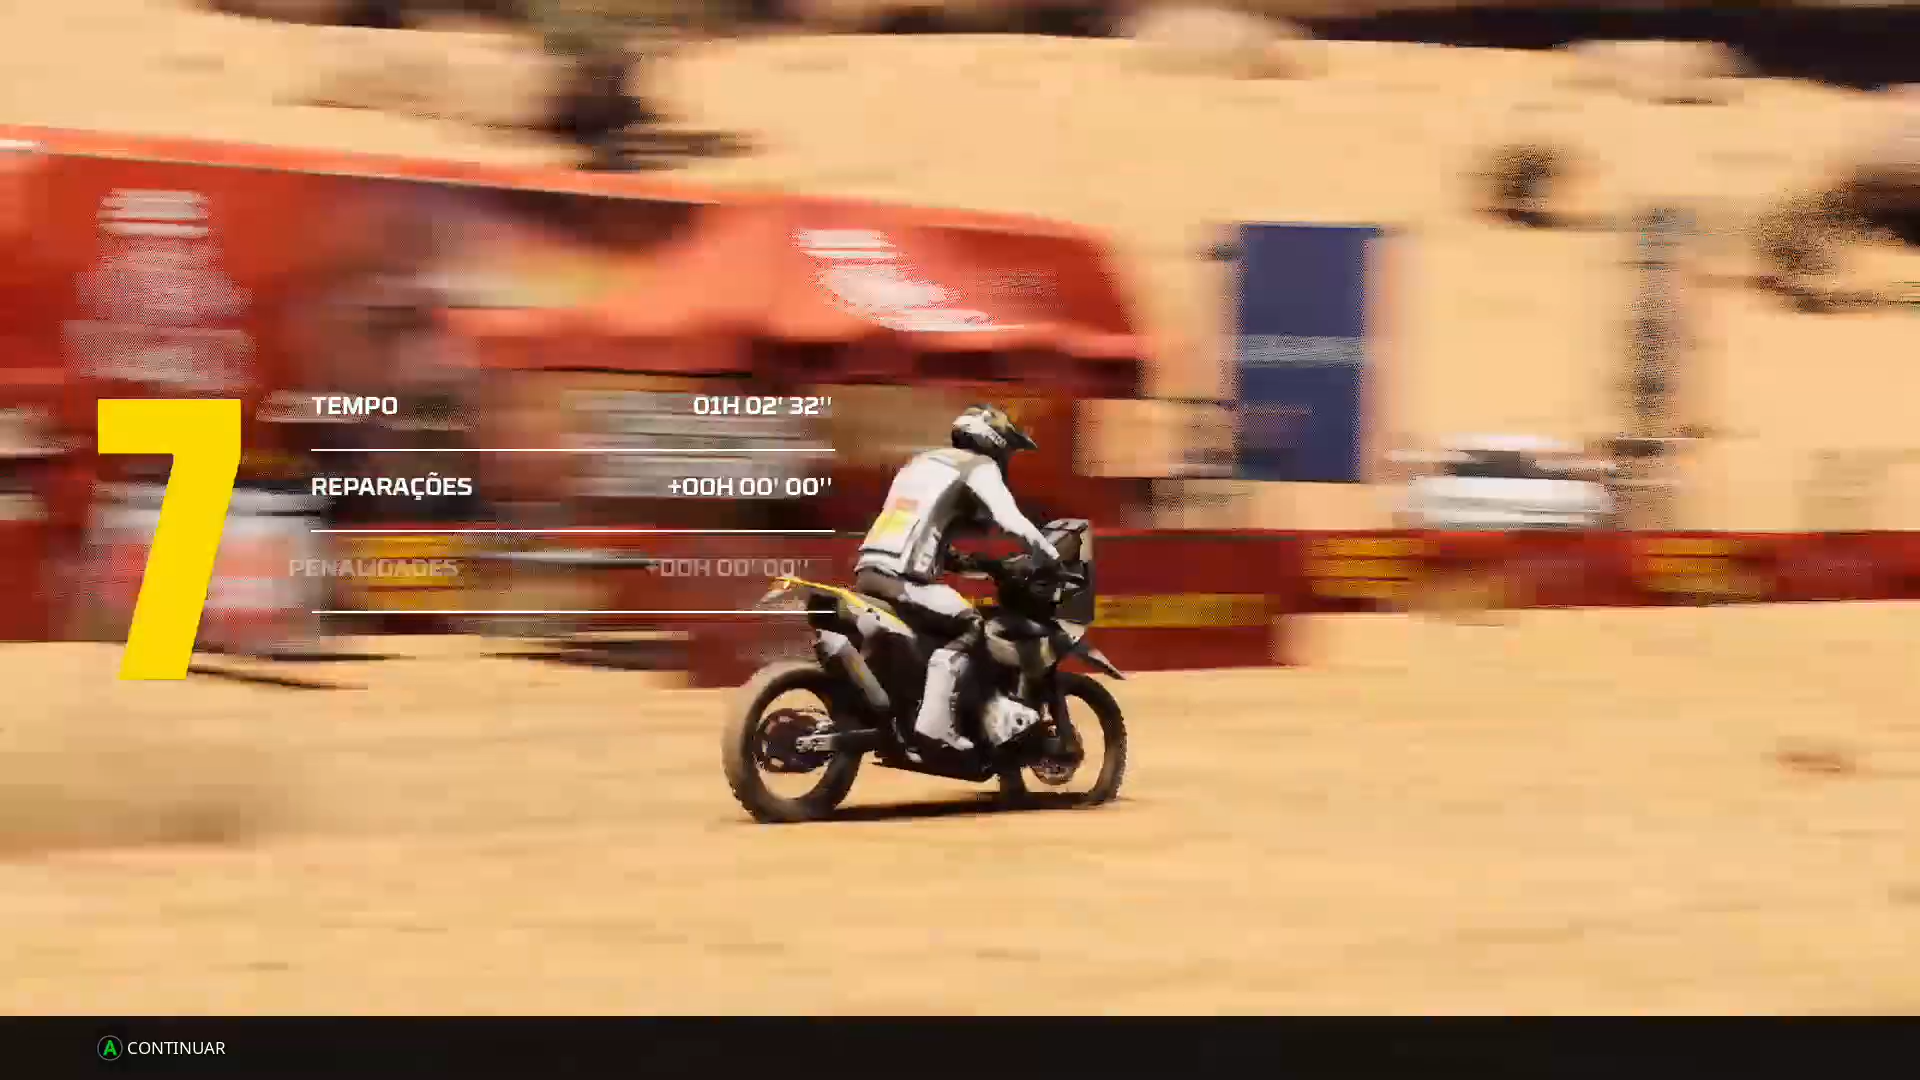 7
TEMPO 01H 02' 32''
REPARAÇÕES +00H 00' 00''
PENALIDADES +00H 00' 00''
A CONTINUAR